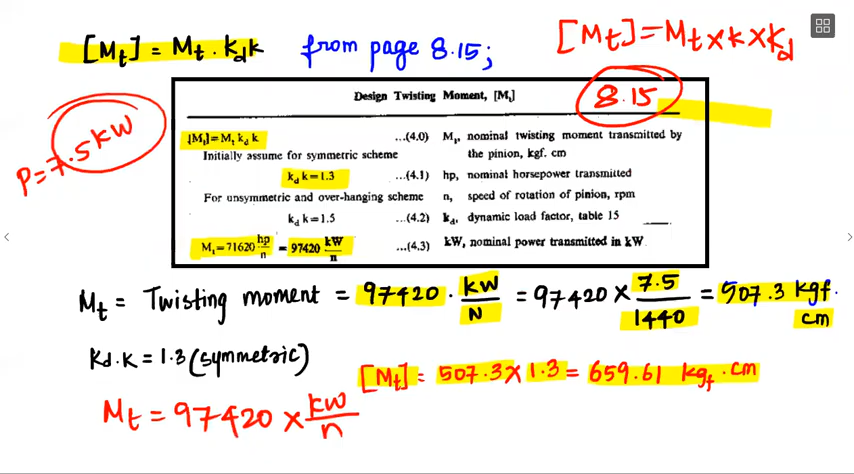 [Mt] = Mt . kd k from page 8.15;
[Mt] = Mt x k x kd
P = 7.5 kW
Design Twisting Moment, [Mt]
8.15
[Mt]=Mt kd k ...(4.0)
Initially assume for symmetric scheme
kd k=1.3 ...(4.1)
For unsymmetric and over-hanging scheme
kd k=1.5 ...(4.2)
Mt=71620 hp/n = 97420 kW/n ...(4.3)
Mt, nominal twisting moment transmitted by
the pinion, kgf. cm
hp, nominal horsepower transmitted
n, speed of rotation of pinion, rpm
kd, dynamic load factor, table 15
kW, nominal power transmitted in kW.
Mt = Twisting moment = 97420 . kW/N = 97420 x 7.5/1440 = 507.3 kgf. cm
Kd.K = 1.3 (symmetric)
[Mt] = 507.3 x 1.3 = 659.61 kgf . cm
Mt = 97420 x kW/n